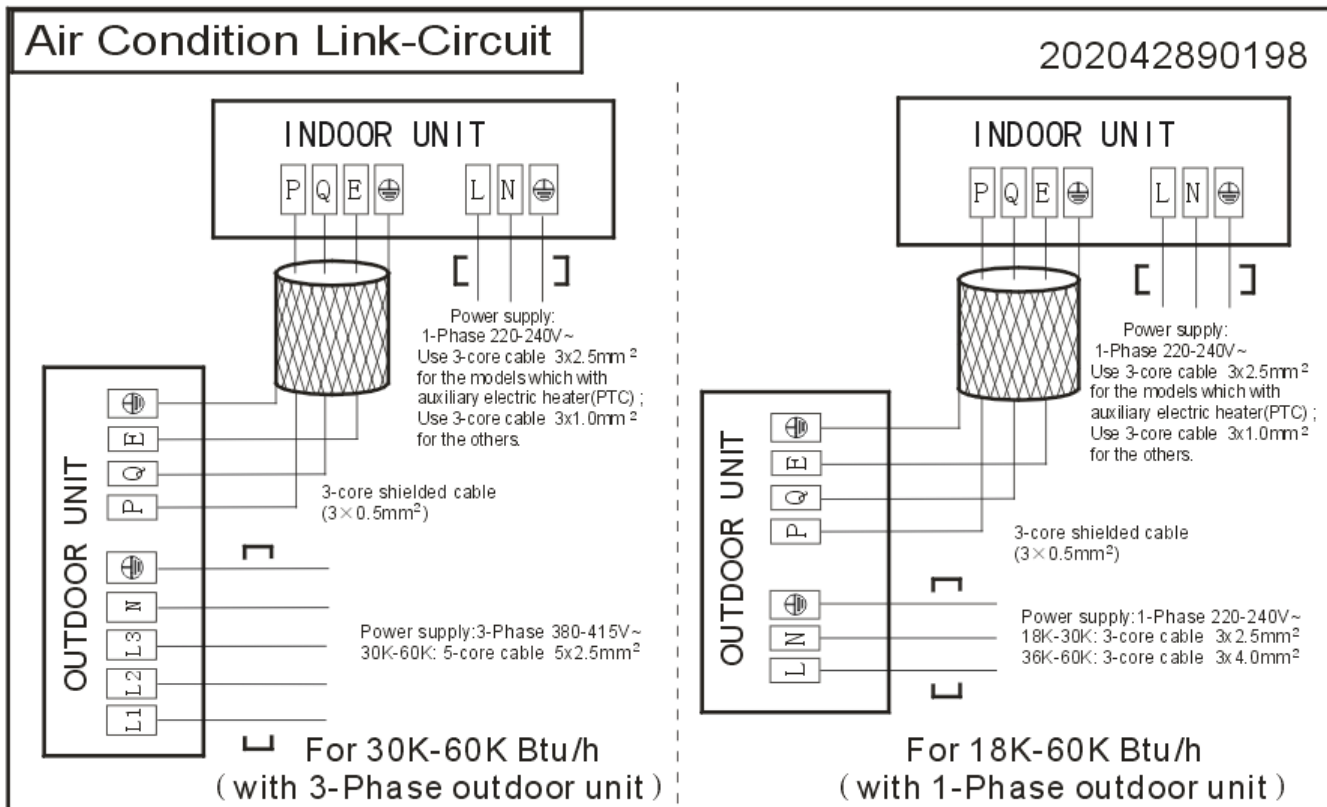 Air Condition Link-Circuit
202042890198
INDOOR UNIT
P Q E L N
Power supply:
1-Phase 220-240V~
Use 3-core cable 3x2.5mm²
for the models which with
auxiliary electric heater(PTC) ;
Use 3-core cable 3x1.0mm²
for the others.
OUTDOOR UNIT
E
Q
P
N
L3
L2
L1
3-core shielded cable
(3×0.5mm²)
Power supply:3-Phase 380-415V~
30K-60K: 5-core cable 5x2.5mm²
For 30K-60K Btu/h
(with 3-Phase outdoor unit)
INDOOR UNIT
P Q E L N
Power supply:
1-Phase 220-240V~
Use 3-core cable 3x2.5mm²
for the models which with
auxiliary electric heater(PTC) ;
Use 3-core cable 3x1.0mm²
for the others.
OUTDOOR UNIT
E
Q
P
N
L
3-core shielded cable
(3×0.5mm²)
Power supply:1-Phase 220-240V~
18K-30K: 3-core cable 3x2.5mm²
36K-60K: 3-core cable 3x4.0mm²
For 18K-60K Btu/h
(with 1-Phase outdoor unit)